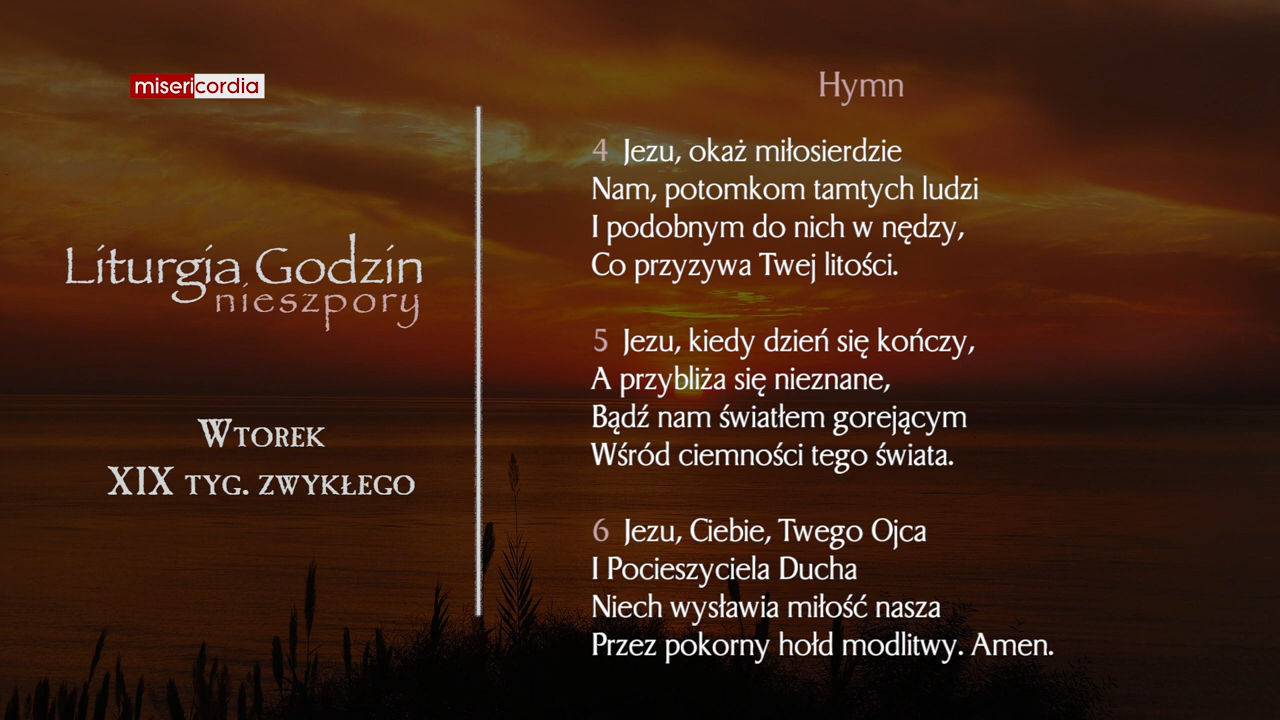 misericordia
Liturgia Godzin
nieszpory
Wtorek
XIX tyg. zwykłego
Hymn
4 Jezu, okaż miłosierdzie
Nam, potomkom tamtych ludzi
I podobnym do nich w nędzy,
Co przyzywa Twej litości.
5 Jezu, kiedy dzień się kończy,
A przybliża się nieznane,
Bądź nam światłem gorejącym
Wśród ciemności tego świata.
6 Jezu, Ciebie, Twego Ojca
I Pocieszyciela Ducha
Niech wysławia miłość nasza
Przez pokorny hołd modlitwy. Amen.